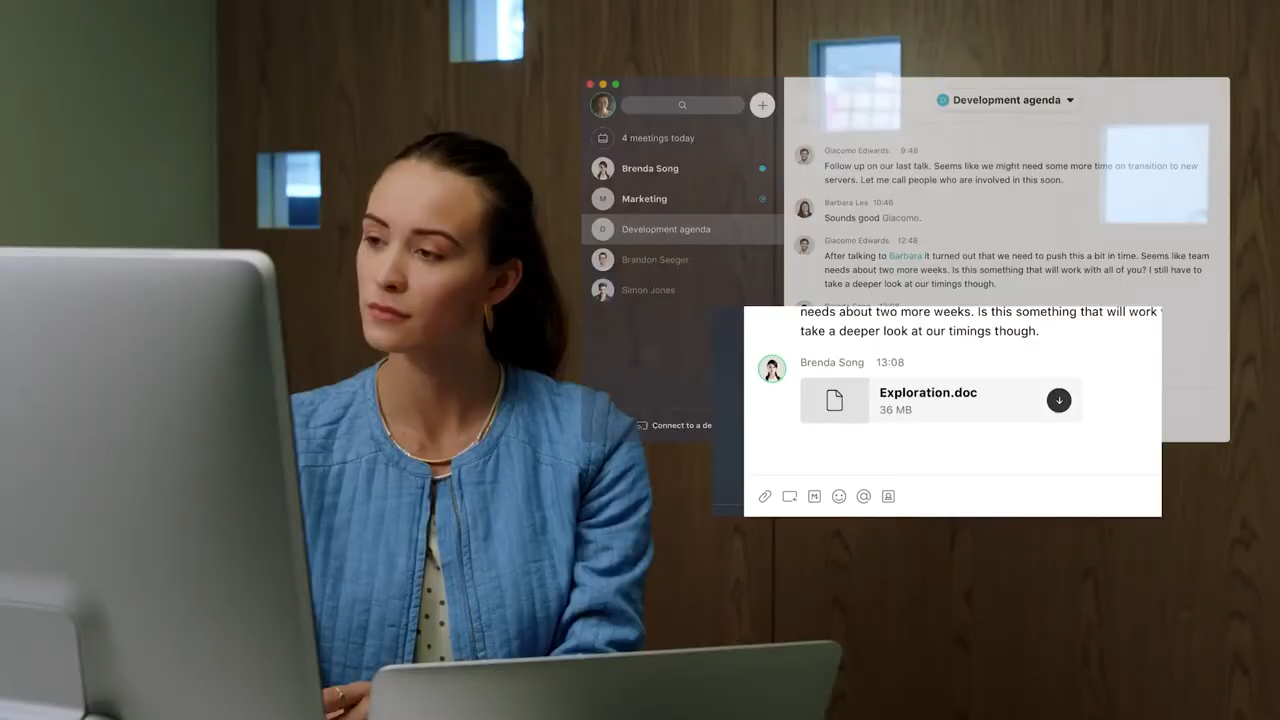 Development agenda
4 meetings today
Brenda Song
M
Marketing
D
Development agenda
Brandon Seeger
Simon Jones
Connect to a de
Giacomo Edwards 9:48
Follow up on our last talk. Seems like we might need some more time on transition to new
servers. Let me call people who are involved in this soon.
Barbara Lee 10:46
Sounds good Giacomo.
Giacomo Edwards 12:48
After talking to Barbara it turned out that we need to push this a bit in time. Seems like team
needs about two more weeks. Is this something that will work with all of you? I still have to
take a deeper look at our timings though.
Brenda Song 13:08
needs about two more weeks. Is this something that will work
take a deeper look at our timings though.
Brenda Song 13:08
Exploration.doc
36 MB
M
@